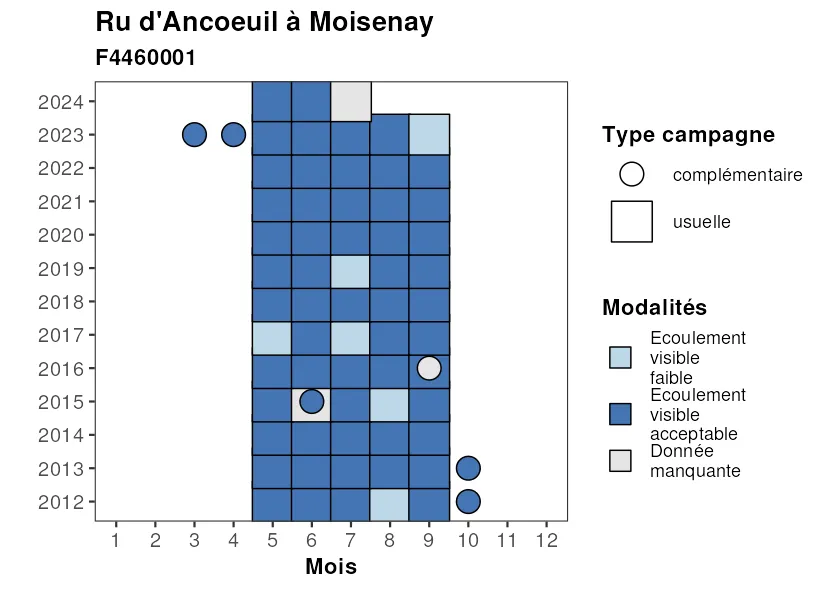 Ru d'Ancoeuil à Moisenay
F4460001
2024
2023
2022
2021
2020
2019
2018
2017
2016
2015
2014
2013
2012
1 2 3 4 5 6 7 8 9 10 11 12
Mois
Type campagne
complémentaire
usuelle
Modalités
Ecoulement
visible
faible
Ecoulement
visible
acceptable
Donnée
manquante